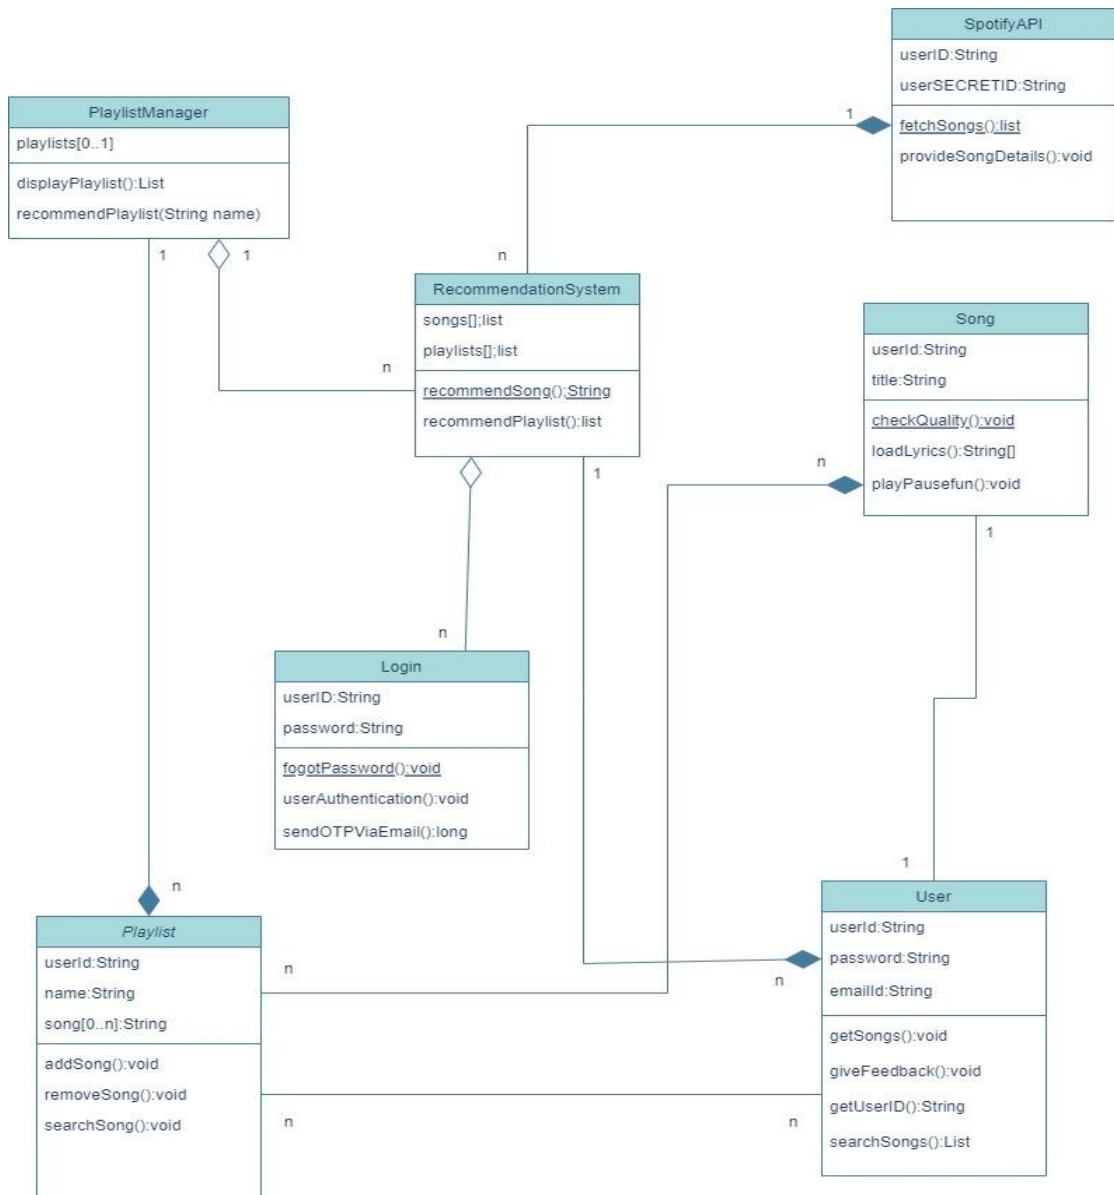 SpotifyAPI
userID:String
userSECRETID:String
fetchSongs():list
provideSongDetails():void
PlaylistManager
playlists[0..1]
displayPlaylist():List
recommendPlaylist(String name)
1
1
1
n
RecommendationSystem
songs[];list
playlists[];list
recommendSong();String
recommendPlaylist():list
n
1
Song
userId:String
title:String
checkQuality():void
loadLyrics():String[]
playPausefun():void
n
1
n
Login
userID:String
password:String
fogotPassword():void
userAuthentication():void
sendOTPViaEmail():long
n
1
Playlist
userId:String
name:String
song[0..n]:String
addSong():void
removeSong():void
searchSong():void
n
n
User
userId:String
password:String
emailId:String
getSongs():void
giveFeedback():void
getUserID():String
searchSongs():List
n
n